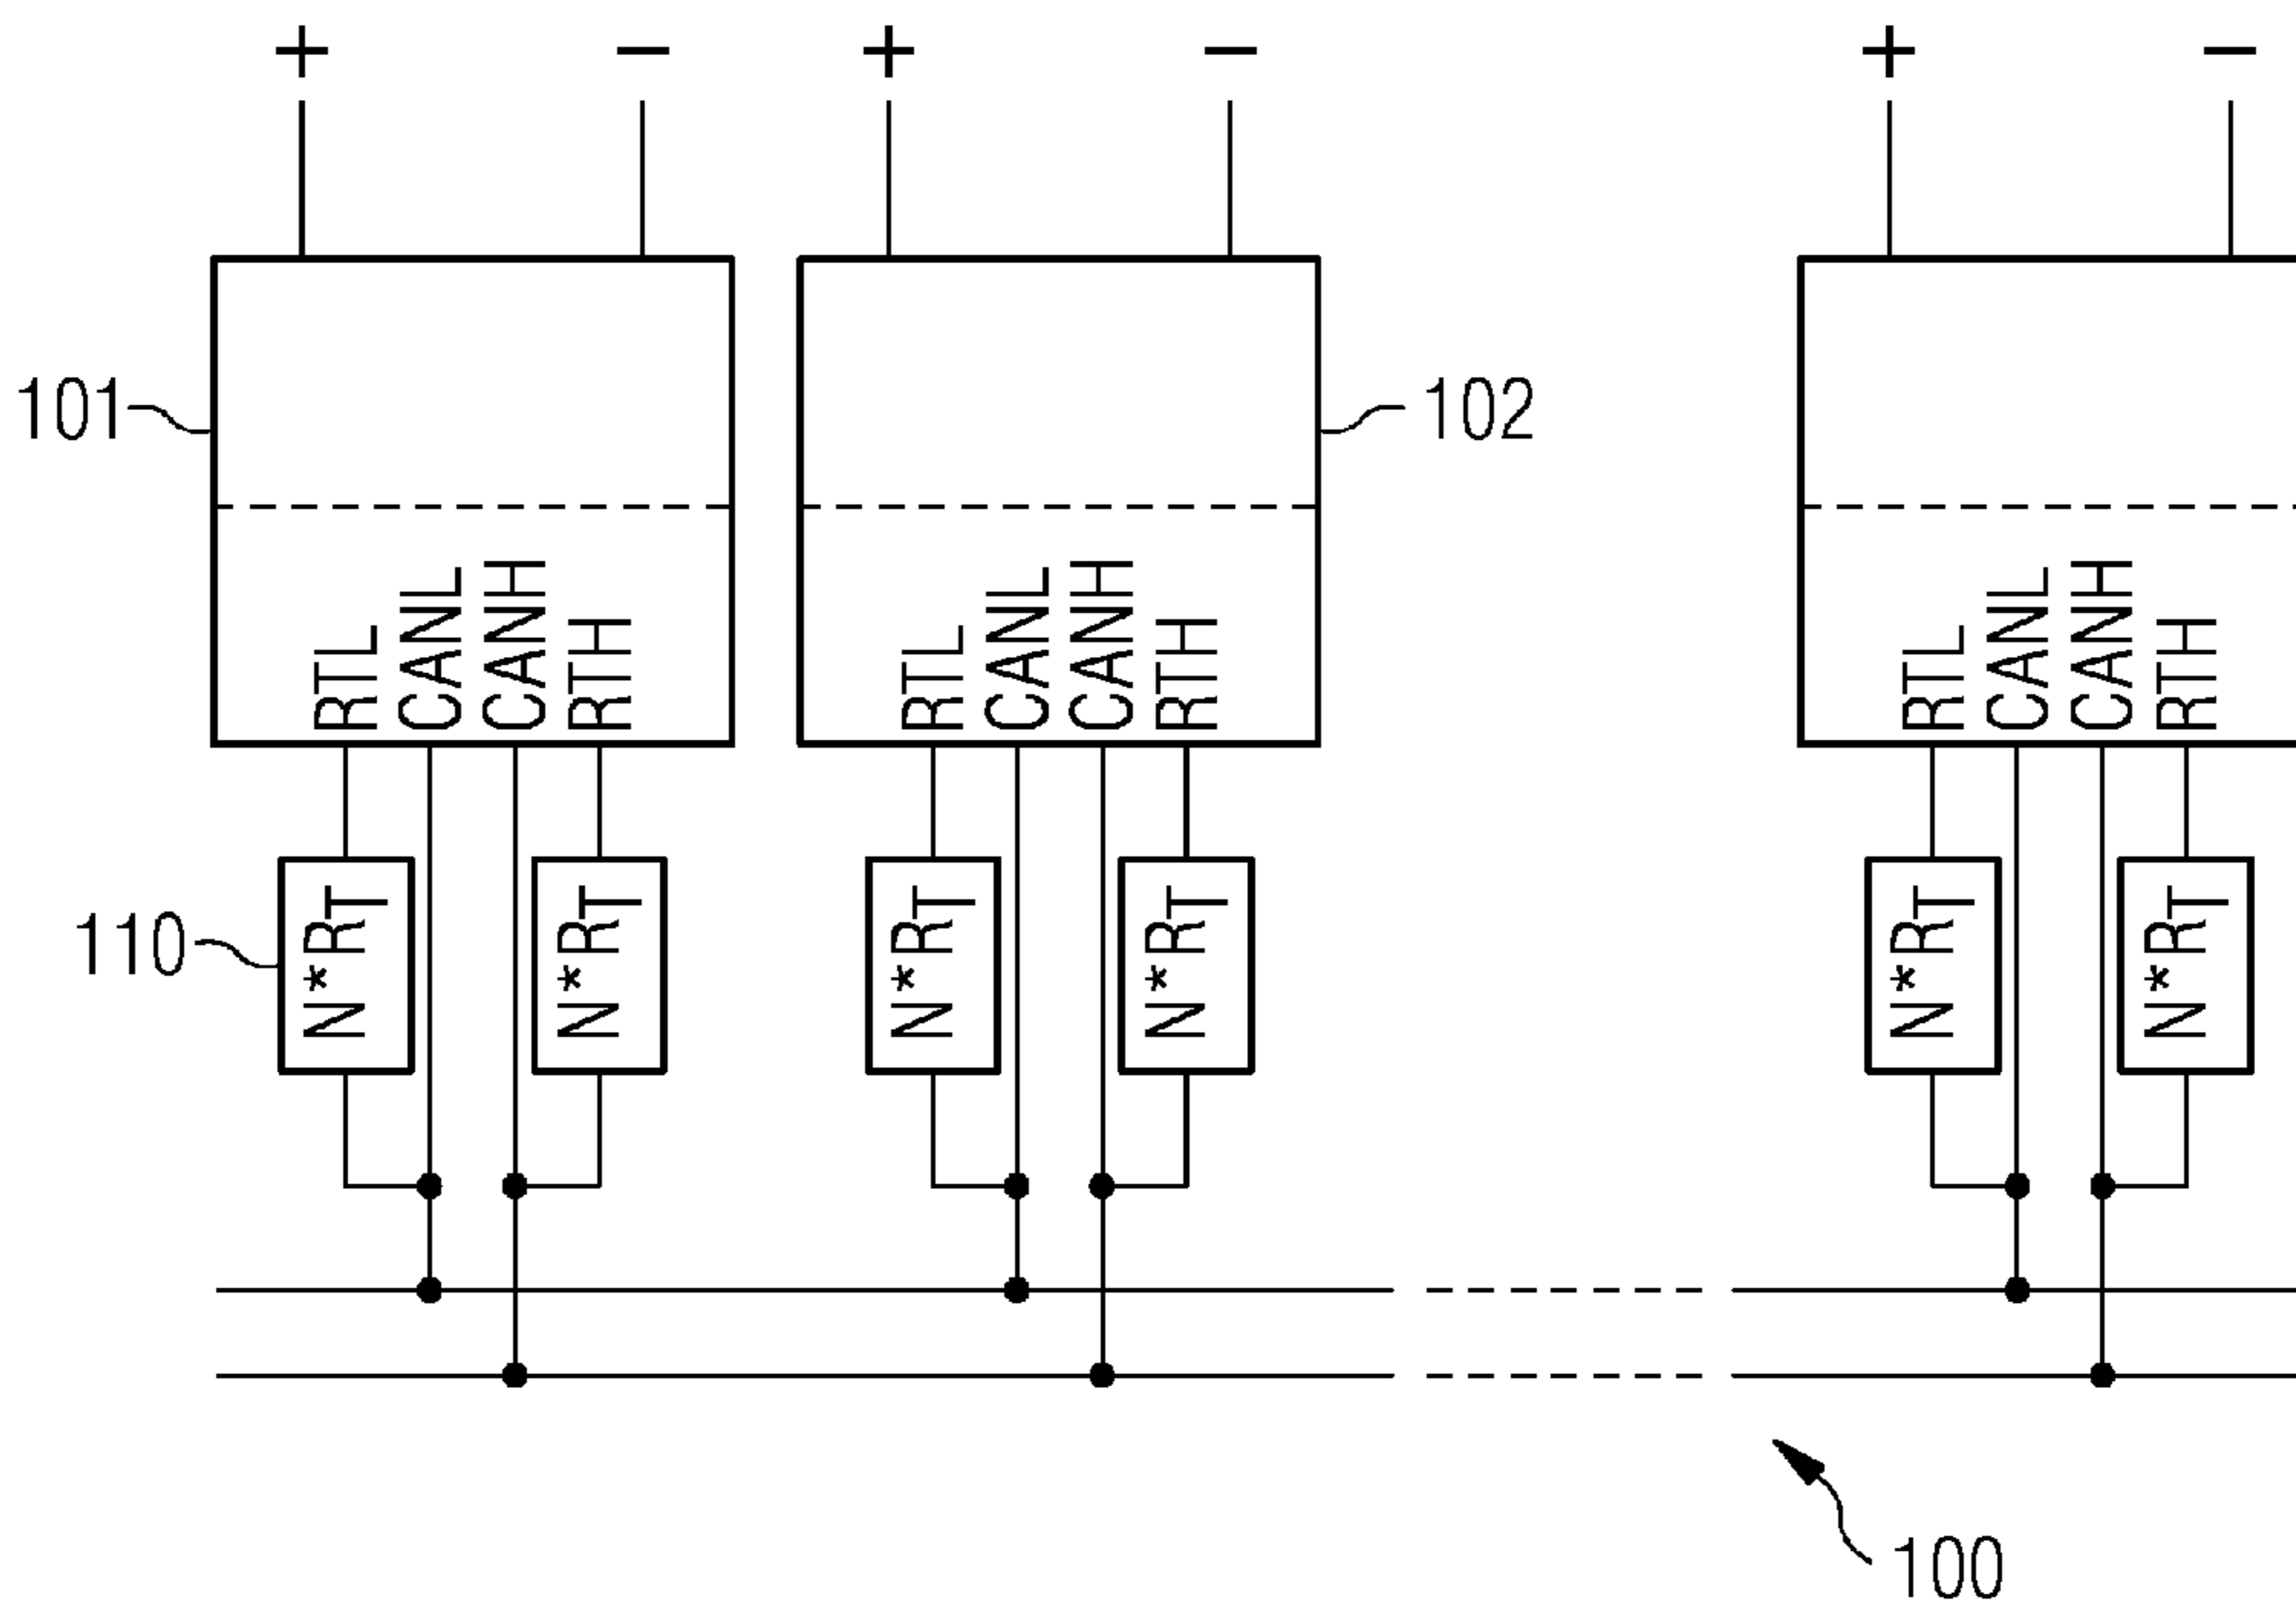 + − + − + −
101 102
RTL CANL CANH RTH RTL CANL CANH RTH RTL CANL CANH RTH
110 N*RT N*RT N*RT N*RT N*RT N*RT
100